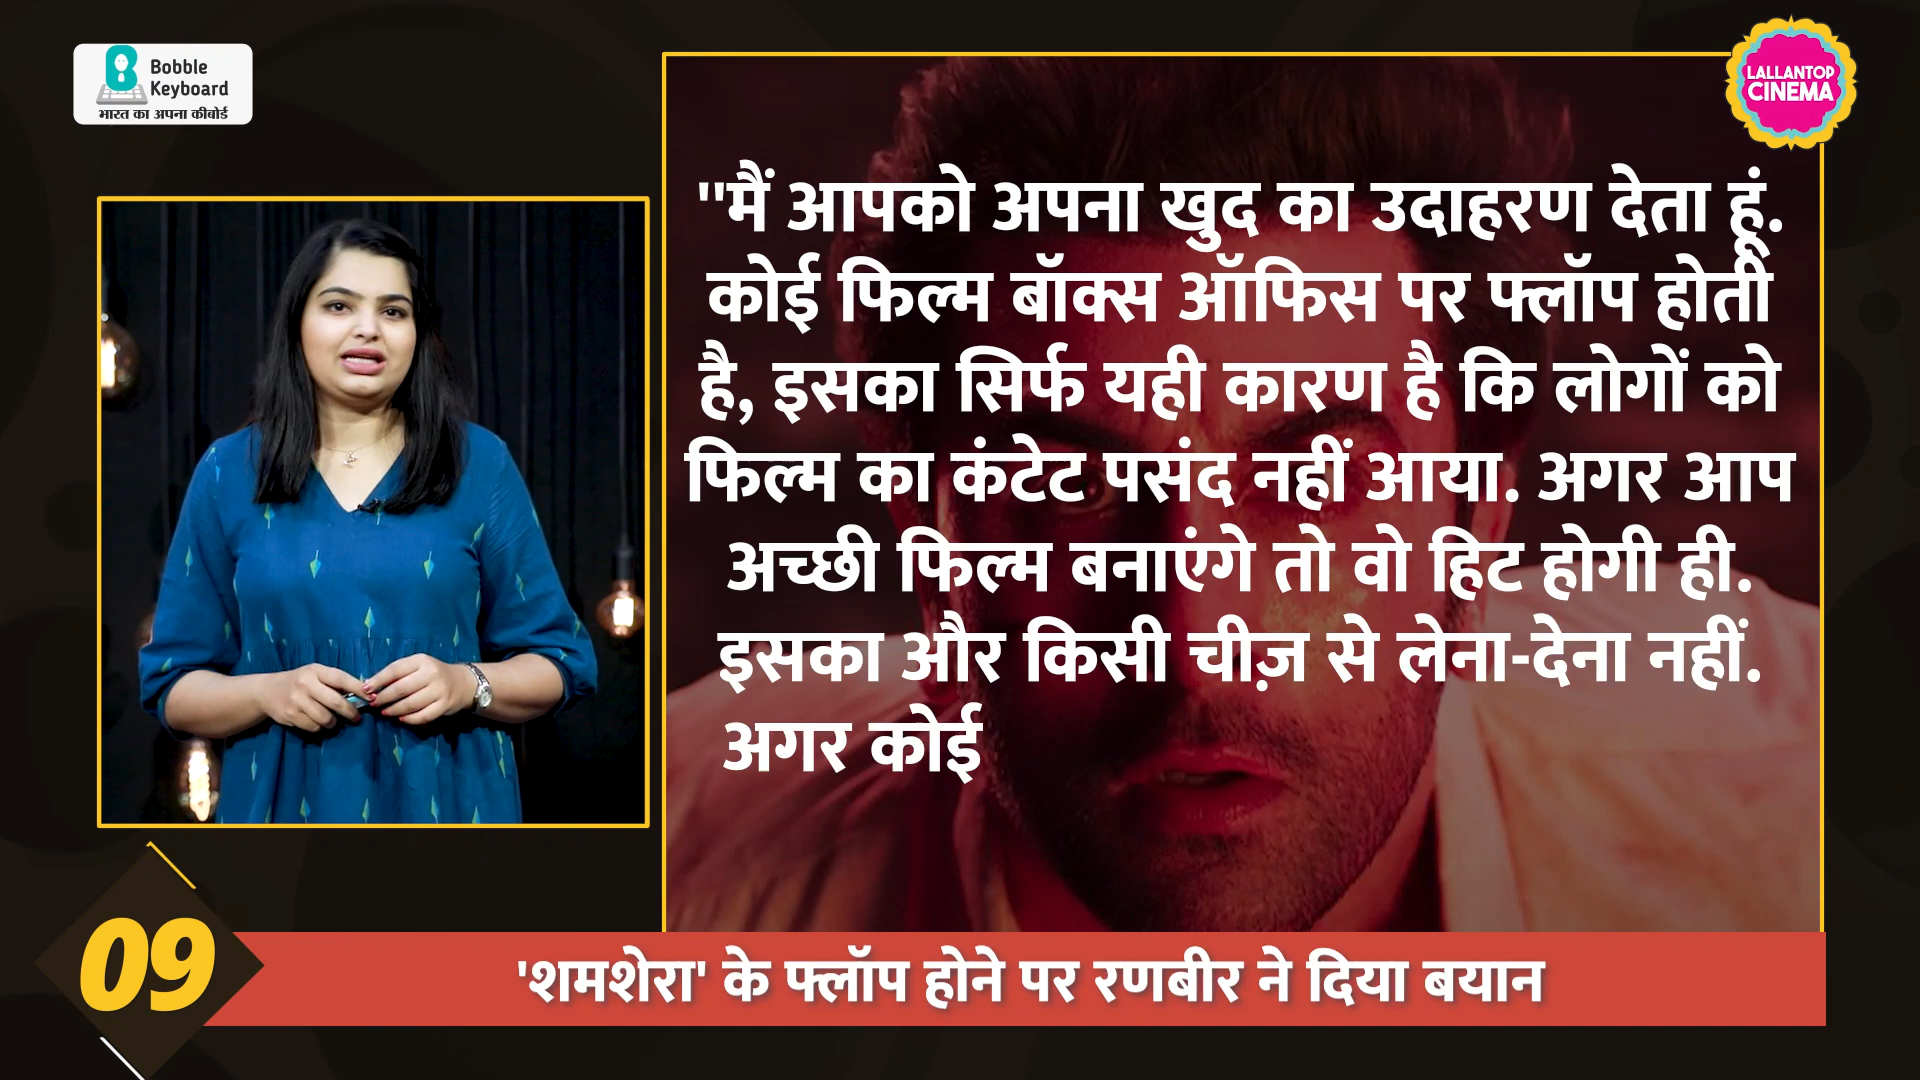 Bobble
Keyboard
भारत का अपना कीबोर्ड
LALLANTOP
CINEMA
"मैं आपको अपना खुद का उदाहरण देता हूं.
कोई फिल्म बॉक्स ऑफिस पर फ्लॉप होती
है, इसका सिर्फ यही कारण है कि लोगों को
फिल्म का कंटेट पसंद नहीं आया. अगर आप
अच्छी फिल्म बनाएंगे तो वो हिट होगी ही.
इसका और किसी चीज़ से लेना-देना नहीं.
अगर कोई
09
'शमशेरा' के फ्लॉप होने पर रणबीर ने दिया बयान